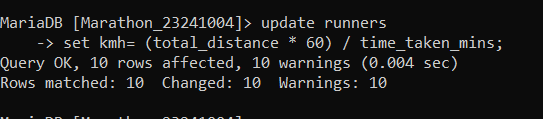 MariaDB [Marathon_23241004]> update runners
    -> set kmh= (total_distance * 60) / time_taken_mins;
Query OK, 10 rows affected, 10 warnings (0.004 sec)
Rows matched: 10  Changed: 10  Warnings: 10